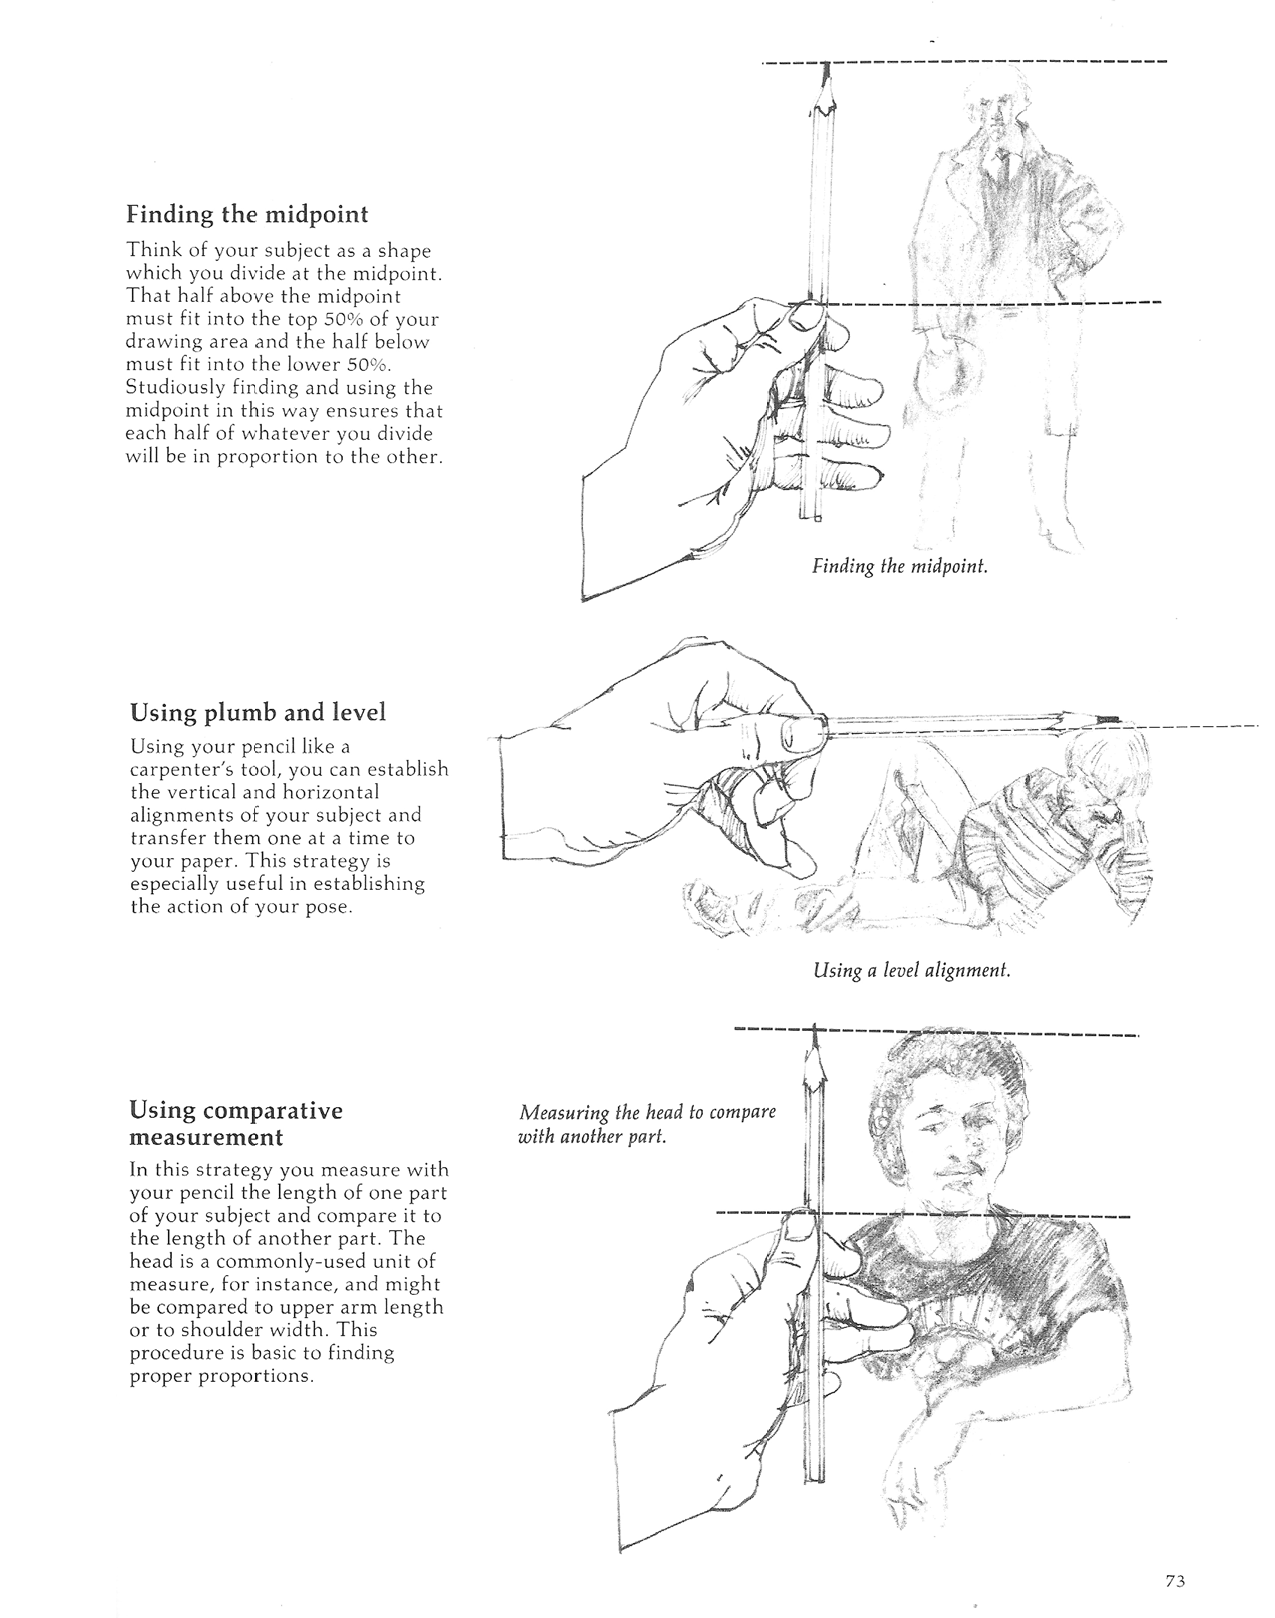 Finding the midpoint
Think of your subject as a shape
which you divide at the midpoint.
That half above the midpoint
must fit into the top 50% of your
drawing area and the half below
must fit into the lower 50%.
Studiously finding and using the
midpoint in this way ensures that
each half of whatever you divide
will be in proportion to the other.
Finding the midpoint.
Using plumb and level
Using your pencil like a
carpenter's tool, you can establish
the vertical and horizontal
alignments of your subject and
transfer them one at a time to
your paper. This strategy is
especially useful in establishing
the action of your pose.
Using a level alignment.
Using comparative
measurement
In this strategy you measure with
your pencil the length of one part
of your subject and compare it to
the length of another part. The
head is a commonly-used unit of
measure, for instance, and might
be compared to upper arm length
or to shoulder width. This
procedure is basic to finding
proper proportions.
Measuring the head to compare
with another part.
73